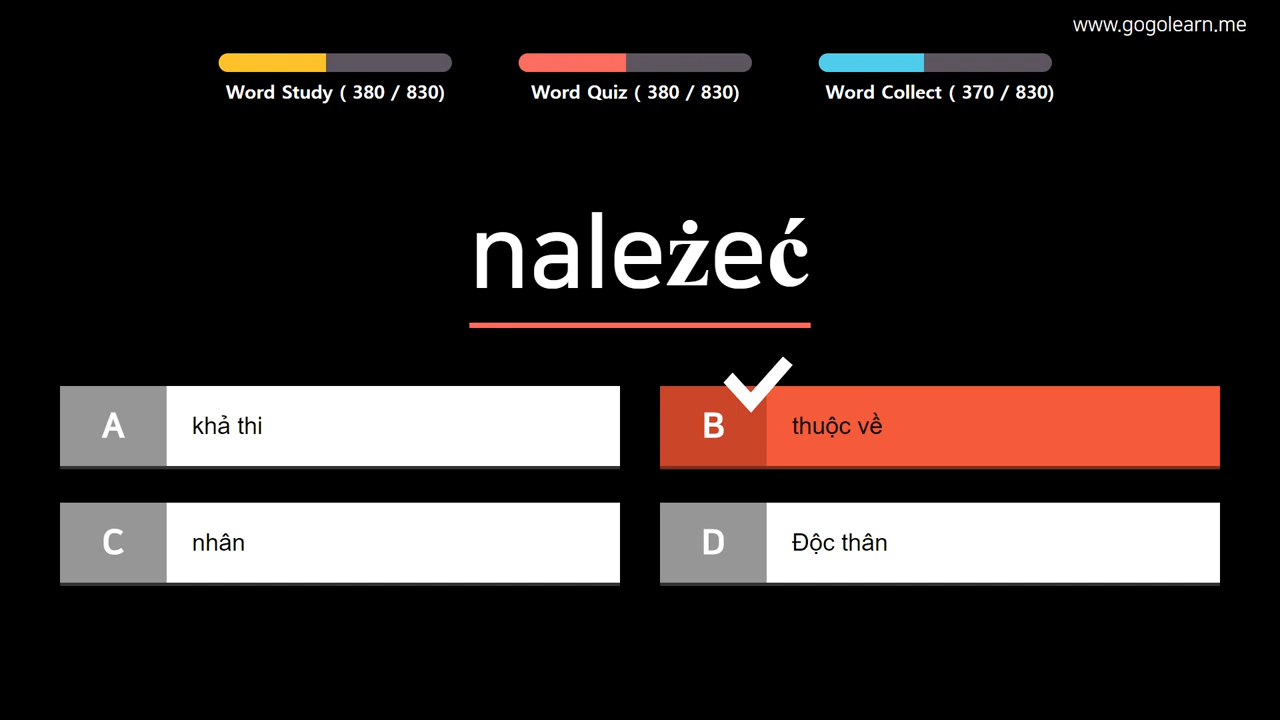 www.gogolearn.me
Word Study ( 380 / 830)
Word Quiz ( 380 / 830)
Word Collect ( 370 / 830)
należeć
A khả thi
B thuộc về
C nhân
D Độc thân